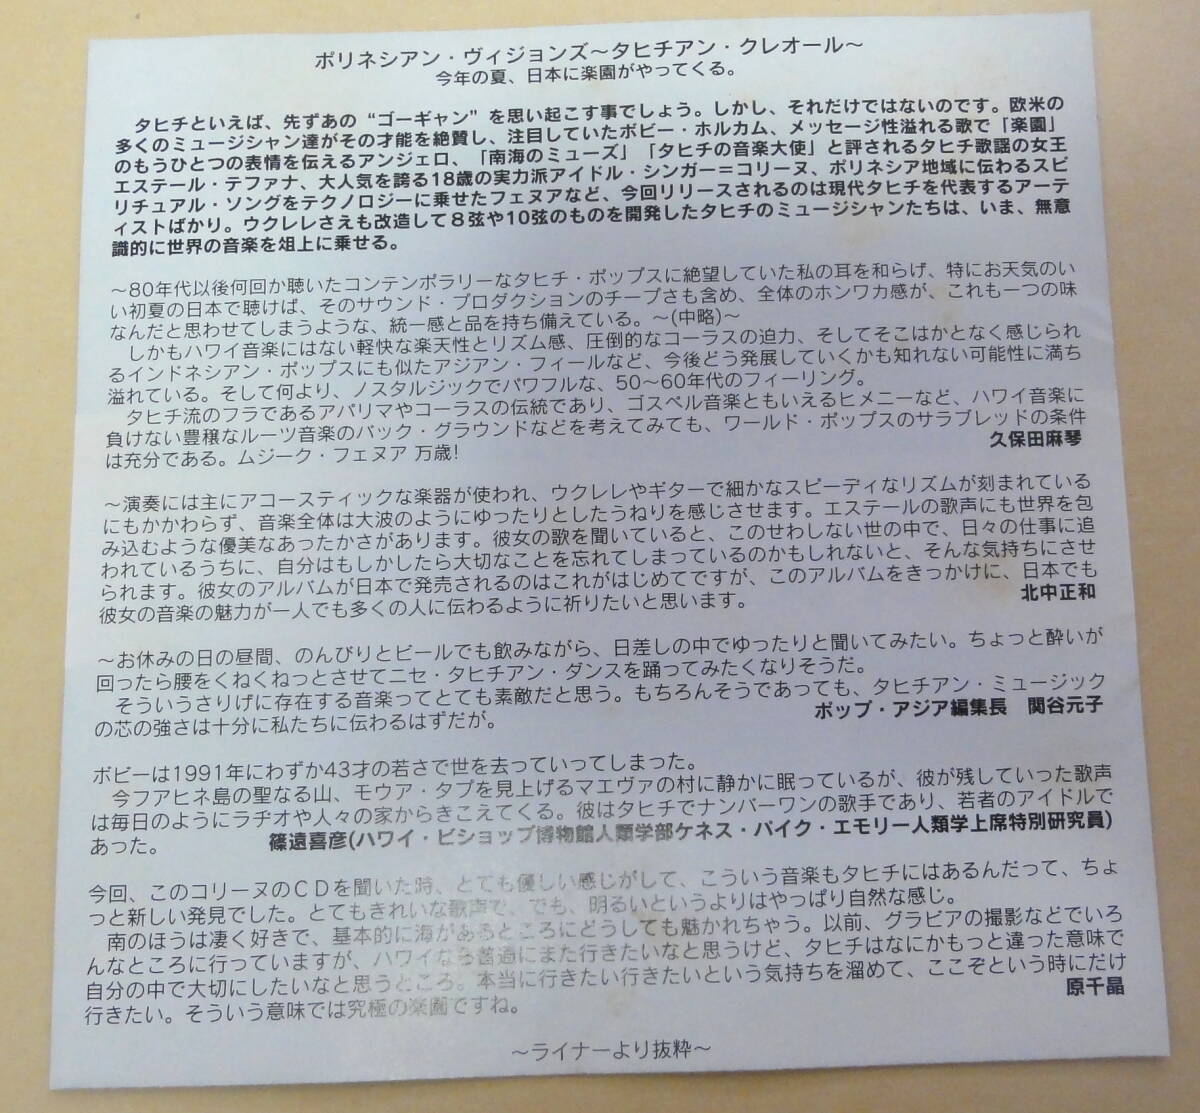 ポリネシアン・ヴィジョンズ〜タヒチアン・クレオール〜
今年の夏、日本に楽園がやってくる。
タヒチといえば、先ずあの“ゴーギャン”を思い起こす事でしょう。しかし、それだけではないのです。欧米の
多くのミュージシャン達がその才能を絶賛し、注目していたボビー・ホルカム、メッセージ性溢れる歌で「楽園」
のもうひとつの表情を伝えるアンジェロ、「南海のミューズ」「タヒチの音楽大使」と評されるタヒチ歌謡の女王
エステール・テファナ、大人気を誇る18歳の実力派アイドル・シンガー＝コリーヌ、ポリネシア地域に伝わるスピ
リチュアル・ソングをテクノロジーに乗せたフェヌアなど、今回リリースされるのは現代タヒチを代表するアーテ
ィストばかり。ウクレレさえも改造して８弦や10弦のものを開発したタヒチのミュージシャンたちは、いま、無意
識的に世界の音楽を俎上に乗せる。
〜80年代以後何回か聴いたコンテンポラリーなタヒチ・ポップスに絶望していた私の耳を和らげ、特にお天気のい
い初夏の日本で聴けば、そのサウンド・プロダクションのチープさも含め、全体のホンワカ感が、これも一つの味
なんだと思わせてしまうような、統一感と品を持ち備えている。〜(中略)〜
しかもハワイ音楽にはない軽快な楽天性とリズム感、圧倒的なコーラスの迫力、そしてそこはかとなく感じられ
るインドネシアン・ポップスにも似たアジアン・フィールなど、今後どう発展していくかも知れない可能性に満ち
溢れている。そして何より、ノスタルジックでパワフルな、50〜60年代のフィーリング。
タヒチ流のフラであるアパリマやコーラスの伝統であり、ゴスペル音楽ともいえるヒメニーなど、ハワイ音楽に
負けない豊穣なルーツ音楽のバック・グラウンドなどを考えてみても、ワールド・ポップスのサラブレッドの条件
は充分である。ムジーク・フェヌア 万歳!
久保田麻琴
〜演奏には主にアコースティックな楽器が使われ、ウクレレやギターで細かなスピーディなリズムが刻まれている
にもかかわらず、音楽全体は大波のようにゆったりとしたうねりを感じさせます。エステールの歌声にも世界を包
み込むような優美なあったかさがあります。彼女の歌を聞いていると、このせわしない世の中で、日々の仕事に追
われているうちに、自分はもしかしたら大切なことを忘れてしまっているのかもしれないと、そんな気持ちにさせ
られます。彼女のアルバムが日本で発売されるのはこれがはじめてですが、このアルバムをきっかけに、日本でも
彼女の音楽の魅力が一人でも多くの人に伝わるように祈りたいと思います。
北中正和
〜お休みの日の昼間、のんびりとビールでも飲みながら、日差しの中でゆったりと聞いてみたい。ちょっと酔いが
回ったら腰をくねくねっとさせてニセ・タヒチアン・ダンスを踊ってみたくなりそうだ。
そういうさりげに存在する音楽ってとても素敵だと思う。もちろんそうであっても、タヒチアン・ミュージック
の芯の強さは十分に私たちに伝わるはずだが。
ポップ・アジア編集長　関谷元子
ボビーは1991年にわずか43才の若さで世を去っていってしまった。
今フアヒネ島の聖なる山、モウア・タプを見上げるマエヴァの村に静かに眠っているが、彼が残していった歌声
は毎日のようにラヂオや人々の家からきこえてくる。彼はタヒチでナンバーワンの歌手であり、若者のアイドルで
あった。
篠遠喜彦(ハワイ・ビショップ博物館人類学部ケネス・パイク・エモリー人類学上席特別研究員)
今回、このコリーヌのＣＤを聞いた時、とても優しい感じがして、こういう音楽もタヒチにはあるんだって、ちょ
っと新しい発見でした。とてもきれいな歌声で、でも、明るいというよりはやっぱり自然な感じ。
南のほうは凄く好きで、基本的に海があるところにどうしても魅かれちゃう。以前、グラビアの撮影などでいろ
んなところに行っていますが、ハワイなら普通にまた行きたいなと思うけど、タヒチはなにかもっと違った意味で
自分の中で大切にしたいなと思うところ。本当に行きたい行きたいという気持ちを溜めて、ここぞという時にだけ
行きたい。そういう意味では究極の楽園ですね。
原千晶
〜ライナーより抜粋〜